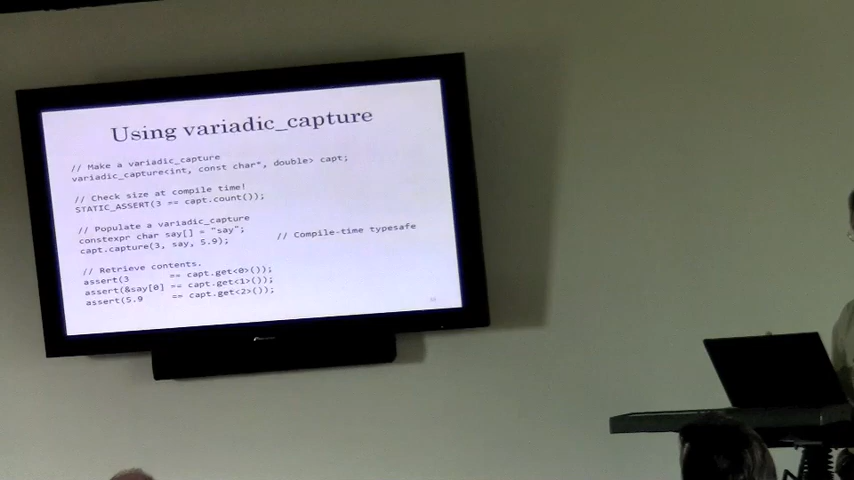 Using variadic_capture
// Make a variadic_capture
variadic_capture<int, const char*, double> capt;
// Check size at compile time!
STATIC_ASSERT(3 == capt.count());
// Populate a variadic_capture
constexpr char say[] = "say";
capt.capture(3, say, 5.9); // Compile-time typesafe
// Retrieve contents.
assert(3 == capt.get<0>());
assert(&say[0] == capt.get<1>());
assert(5.9 == capt.get<2>());